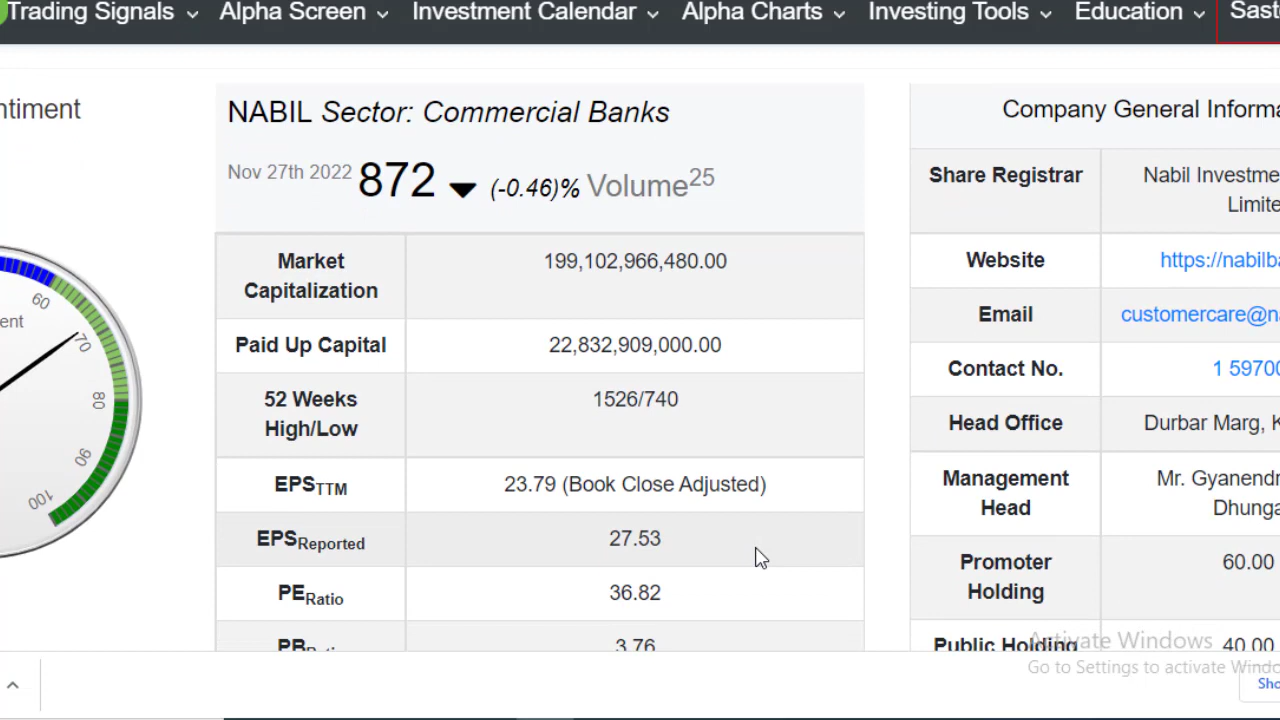 Trading Signals Alpha Screen Investment Calendar Alpha Charts Investing Tools Education
ntiment
NABIL Sector: Commercial Banks
Nov 27th 2022 872 (-0.46)% Volume25
Market Capitalization 199,102,966,480.00
Paid Up Capital 22,832,909,000.00
52 Weeks High/Low 1526/740
EPSTTM 23.79 (Book Close Adjusted)
EPSReported 27.53
PERatio 36.82
3.76
60
70
80
90
100
ent
Company General Informa
Share Registrar Nabil Investme
Limite
Website https://nabilba
Email customercare@na
Contact No. 1 59700
Head Office Durbar Marg, K
Management Head Mr. Gyanendr
Dhunga
Promoter Holding 60.00
Public Holding 40.00
Activate Windows
Go to Settings to activate Windo
Sho